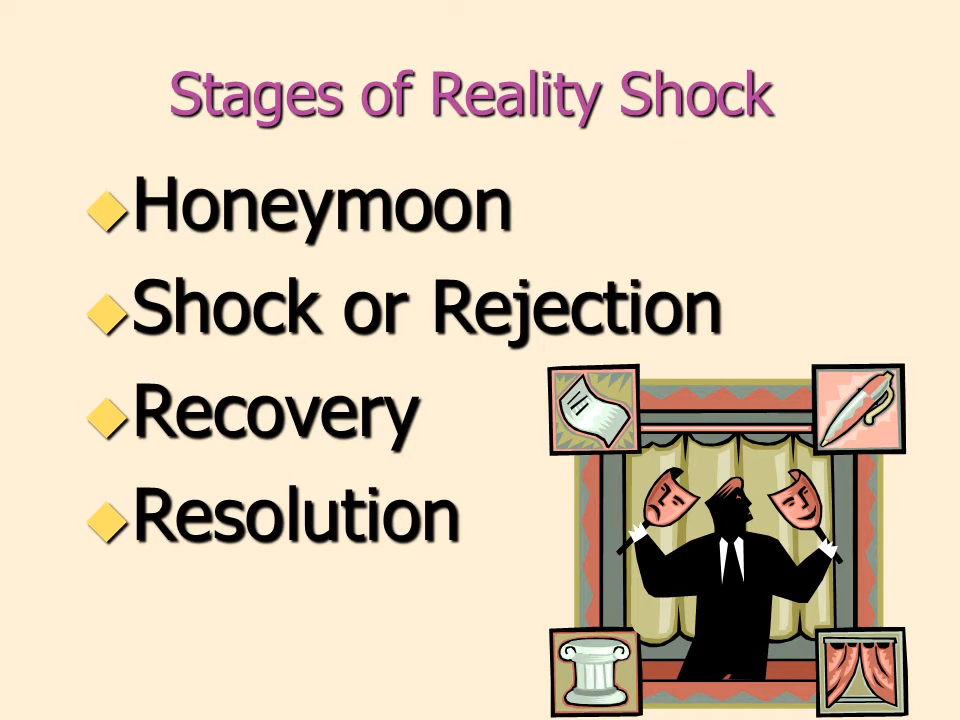 Stages of Reality Shock
Honeymoon
Shock or Rejection
Recovery
Resolution